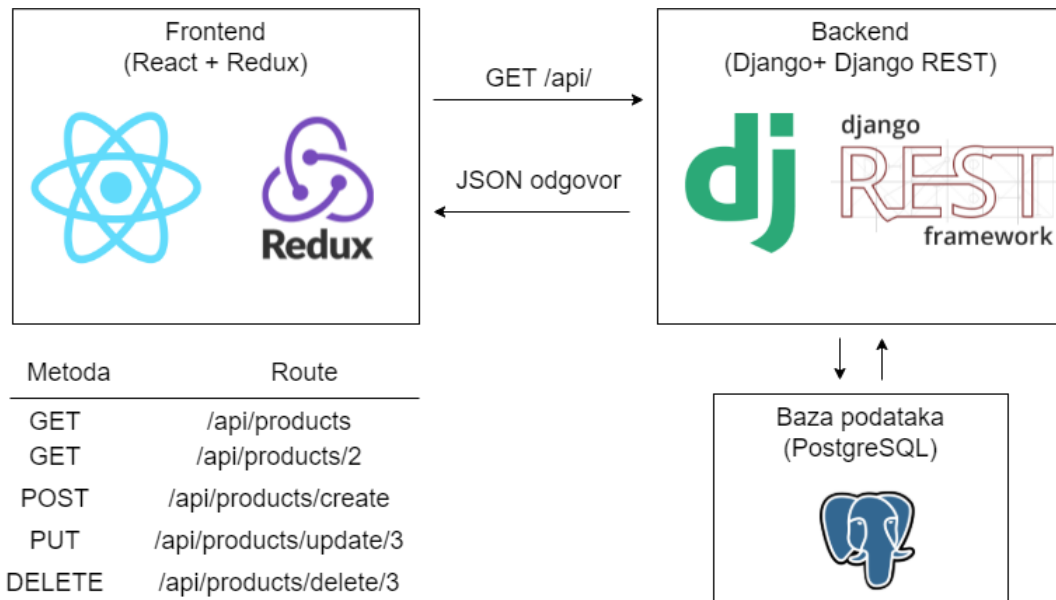 Frontend
(React + Redux)
Redux
GET /api/
JSON odgovor
Backend
(Django+ Django REST)
dj
django
REST
framework
Metoda Route
GET /api/products
GET /api/products/2
POST /api/products/create
PUT /api/products/update/3
DELETE /api/products/delete/3
Baza podataka
(PostgreSQL)